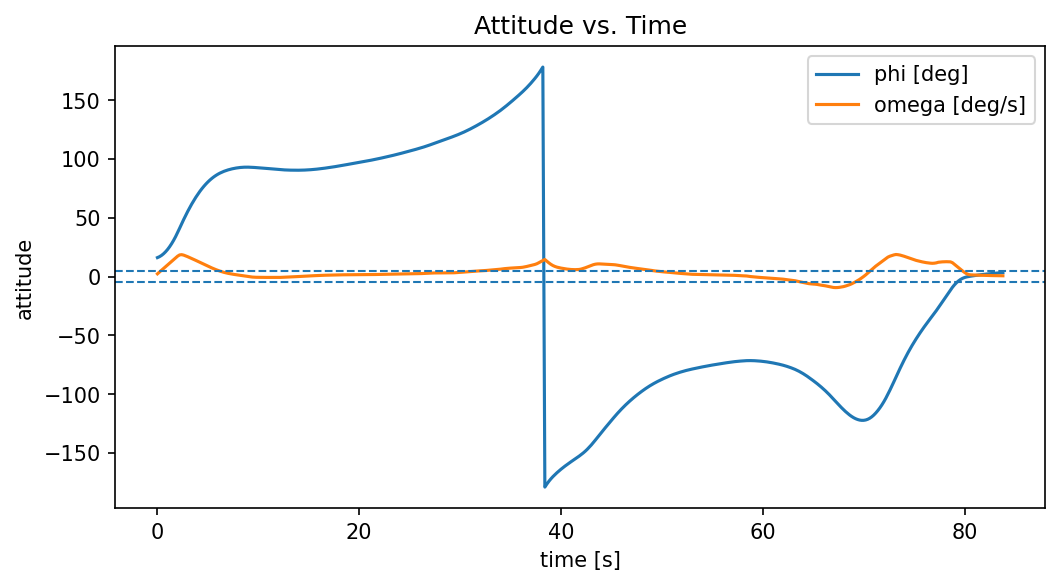 Attitude vs. Time
phi [deg]
omega [deg/s]
attitude
150
100
50
0
−50
−100
−150
0 20 40 60 80
time [s]